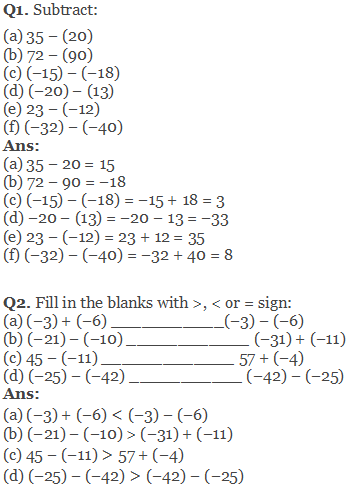 Q1. Subtract:
(a) 35 – (20)
(b) 72 – (90)
(c) (−15) – (−18)
(d) (−20) – (13)
(e) 23 – (−12)
(f) (−32) – (−40)
Ans:
(a) 35 – 20 = 15
(b) 72 – 90 = −18
(c) (−15) – (−18) = −15 + 18 = 3
(d) −20 – (13) = −20 – 13 = −33
(e) 23 – (−12) = 23 + 12 = 35
(f) (−32) – (−40) = −32 + 40 = 8
Q2. Fill in the blanks with >, < or = sign:
(a) (−3) + (−6) ____________(−3) – (−6)
(b) (−21) – (−10) _____________ (−31) + (−11)
(c) 45 – (−11) ______________ 57 + (−4)
(d) (−25) – (−42) ____________ (−42) – (−25)
Ans:
(a) (−3) + (−6) < (−3) – (−6)
(b) (−21) – (−10) > (−31) + (−11)
(c) 45 – (−11) > 57 + (−4)
(d) (−25) – (−42) > (−42) – (−25)